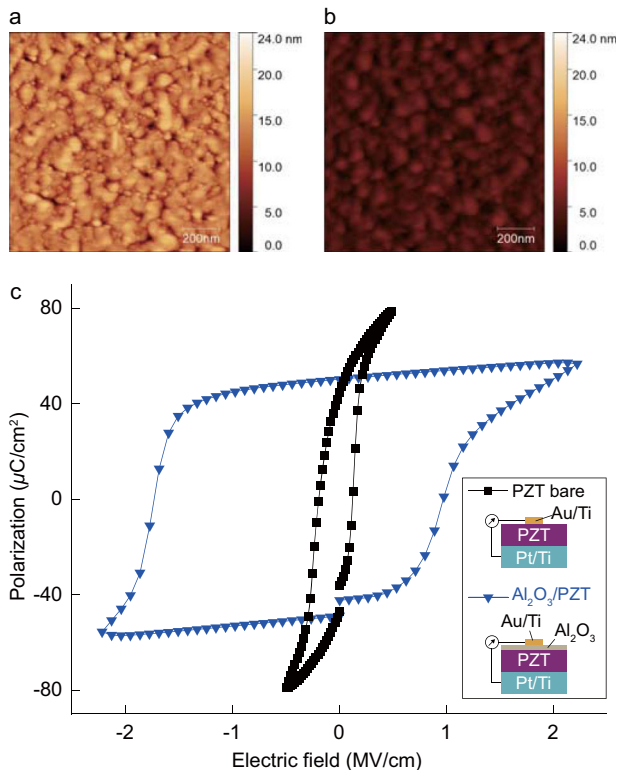 a
b
24.0 nm
20.0
15.0
10.0
5.0
0.0
200nm
24.0 nm
20.0
15.0
10.0
5.0
0.0
200nm
c
80
40
0
-40
-80
Polarization (µC/cm²)
-2
-1
0
1
2
Electric field (MV/cm)
PZT bare
Au/Ti
PZT
Pt/Ti
Al₂O₃/PZT
Au/Ti
Al₂O₃
PZT
Pt/Ti